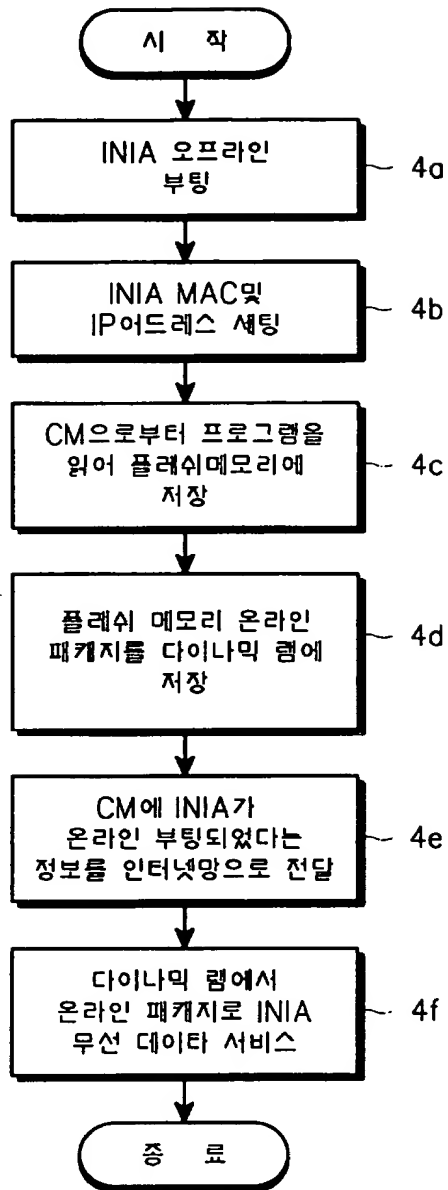 시 작
INIA 오프라인
부팅
4a
INIA MAC및
IP어드레스 세팅
4b
CM으로부터 프로그램을
읽어 플래쉬메모리에
저장
4c
플래쉬 메모리 온라인
패캐지를 다이나믹 램에
저장
4d
CM에 INIA가
온라인 부팅되었다는
정보를 인터넷망으로 전달
4e
다이나믹 램에서
온라인 패캐지로 INIA
무선 데이타 서비스
4f
종 료